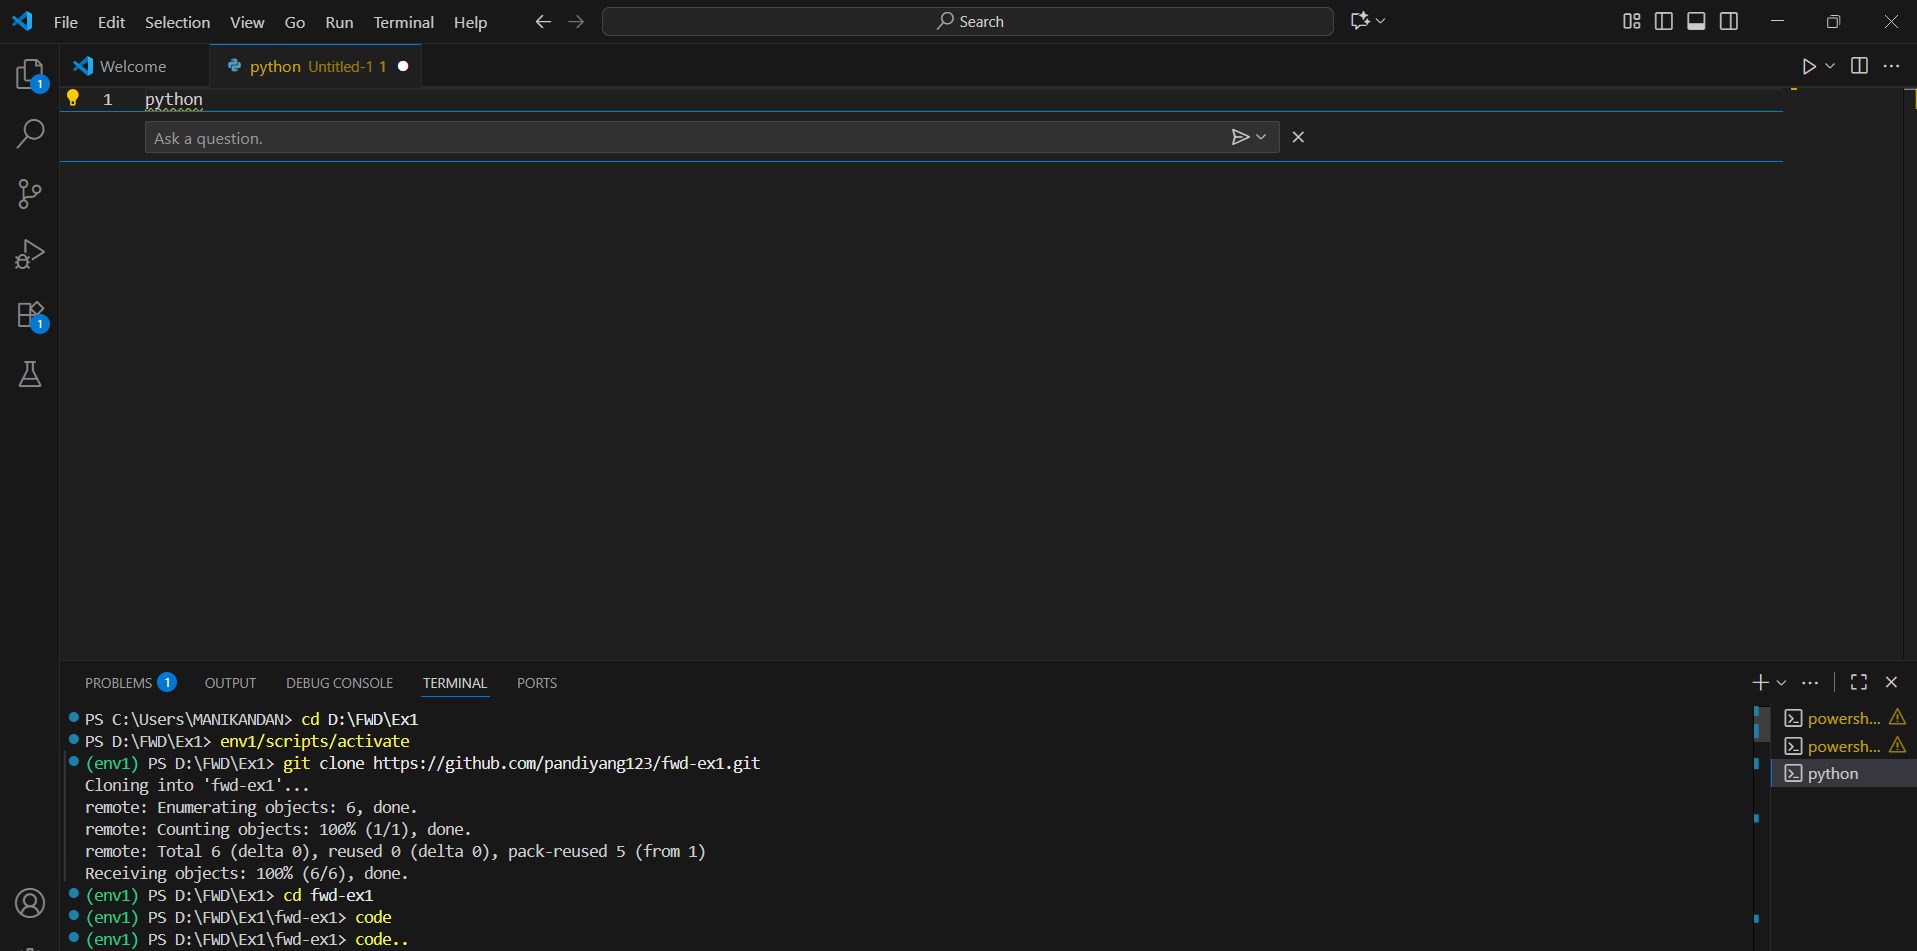 File Edit Selection View Go Run Terminal Help Search
1 Welcome python Untitled-1 1
1 python
Ask a question.
1
PROBLEMS 1 OUTPUT DEBUG CONSOLE TERMINAL PORTS
PS C:\Users\MANIKANDAN> cd D:\FWD\Ex1
powersh...
PS D:\FWD\Ex1> env1/scripts/activate
powersh...
(env1) PS D:\FWD\Ex1> git clone https://github.com/pandiyang123/fwd-ex1.git
python
Cloning into 'fwd-ex1'...
remote: Enumerating objects: 6, done.
remote: Counting objects: 100% (1/1), done.
remote: Total 6 (delta 0), reused 0 (delta 0), pack-reused 5 (from 1)
Receiving objects: 100% (6/6), done.
(env1) PS D:\FWD\Ex1> cd fwd-ex1
(env1) PS D:\FWD\Ex1\fwd-ex1> code
(env1) PS D:\FWD\Ex1\fwd-ex1> code..